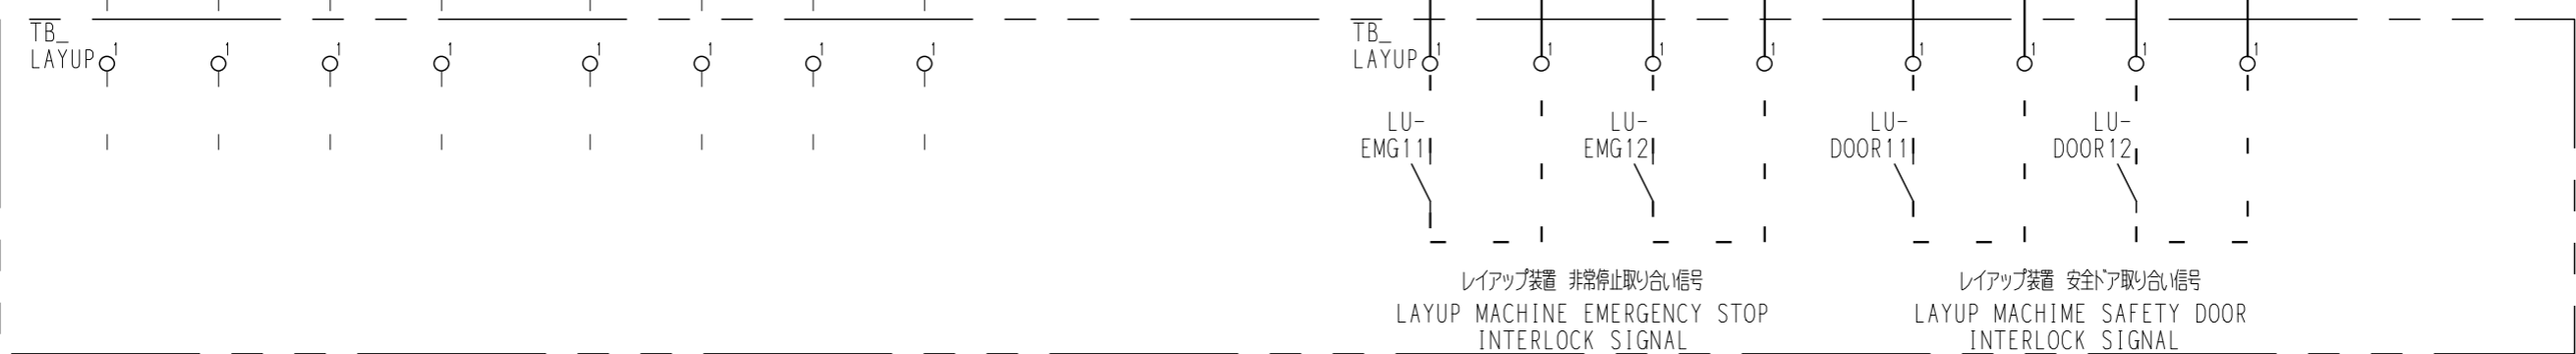 TB_
LAYUP
1 1 1 1 1 1 1 1
TB_
LAYUP
1 1 1 1 1 1 1 1
LU-
EMG11
LU-
EMG12
LU-
DOOR11
LU-
DOOR12
レイアップ装置 非常停止取り合い信号
LAYUP MACHINE EMERGENCY STOP
INTERLOCK SIGNAL
レイアップ装置 安全ドア取り合い信号
LAYUP MACHIME SAFETY DOOR
INTERLOCK SIGNAL